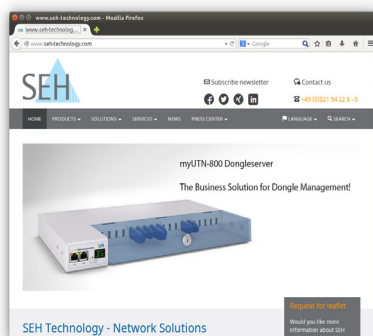 www.seh-technology.com - Mozilla Firefox
www.seh-technolog...
www.seh-technology.com
Google
SEH
Subscribe newsletter
Contact us
+49 (0)521 94 22 6 -0
HOME PRODUCTS SOLUTIONS SERVICES NEWS PRESS CENTER LANGUAGE SEARCH
myUTN-800 Dongleserver
The Business Solution for Dongle Management!
SEH Technology - Network Solutions
Request for leaflet
Would you like more
information about SEH